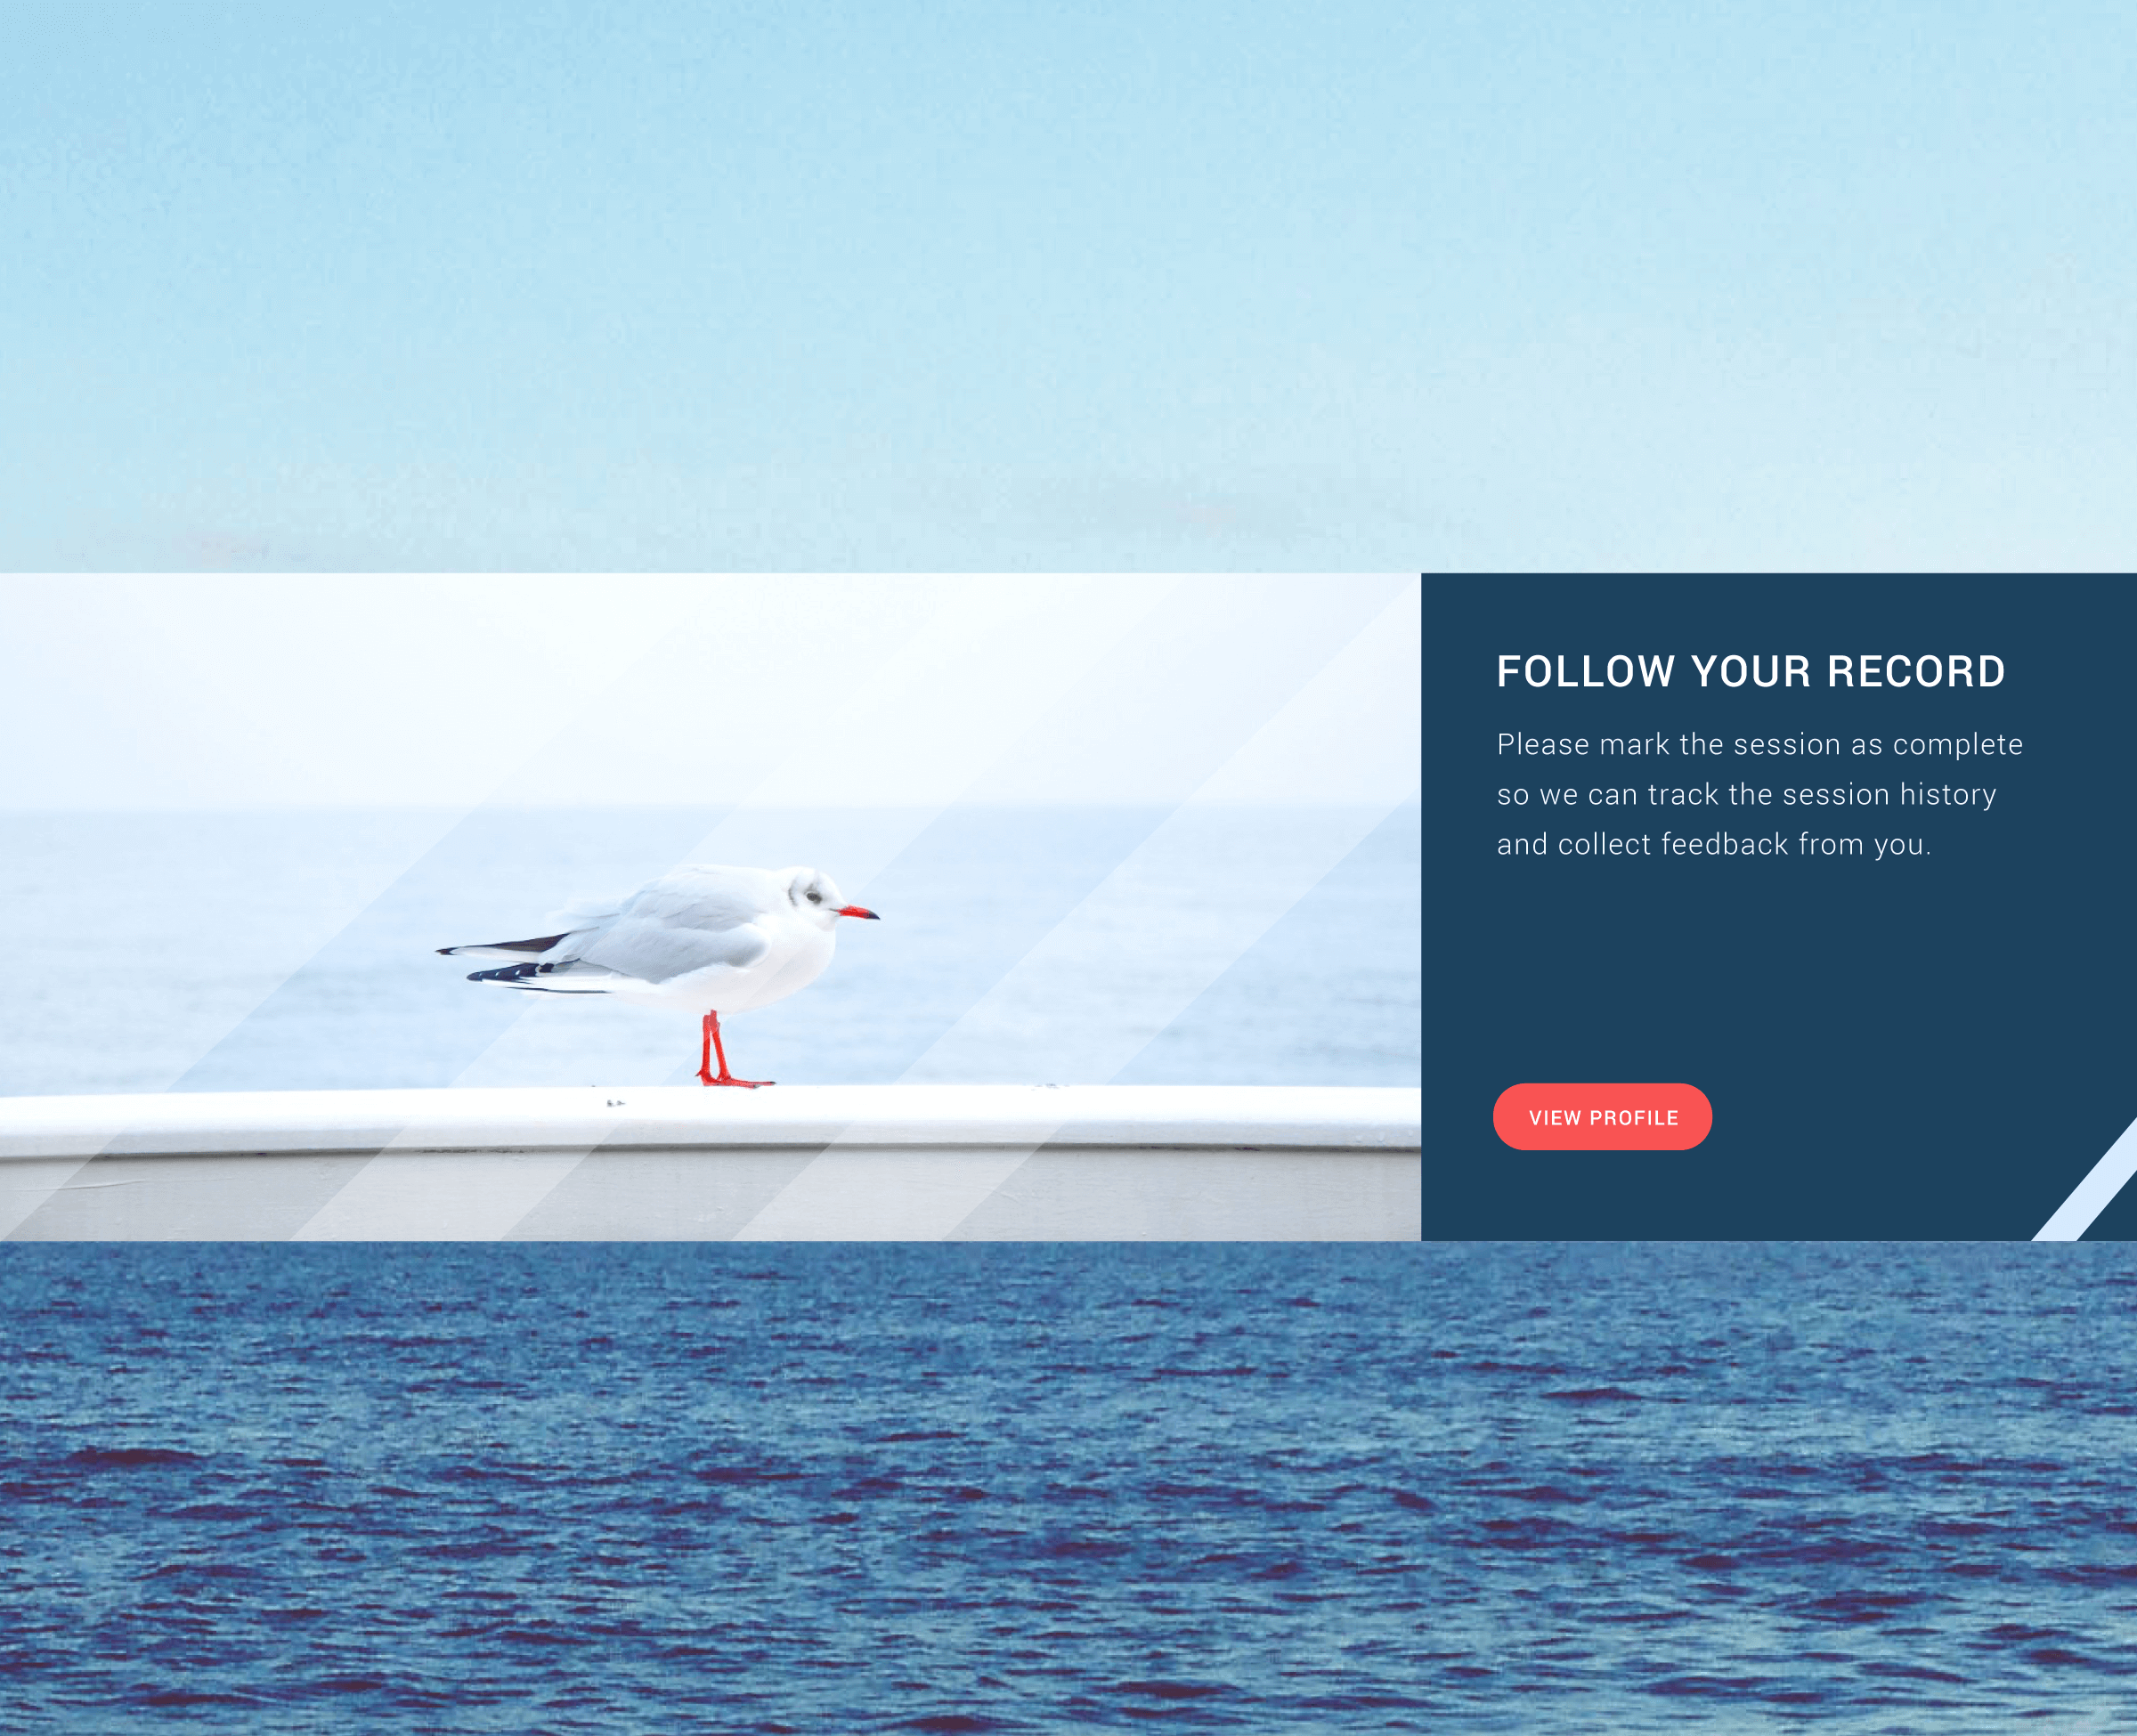 FOLLOW YOUR RECORD
Please mark the session as complete
so we can track the session history
and collect feedback from you.
VIEW PROFILE